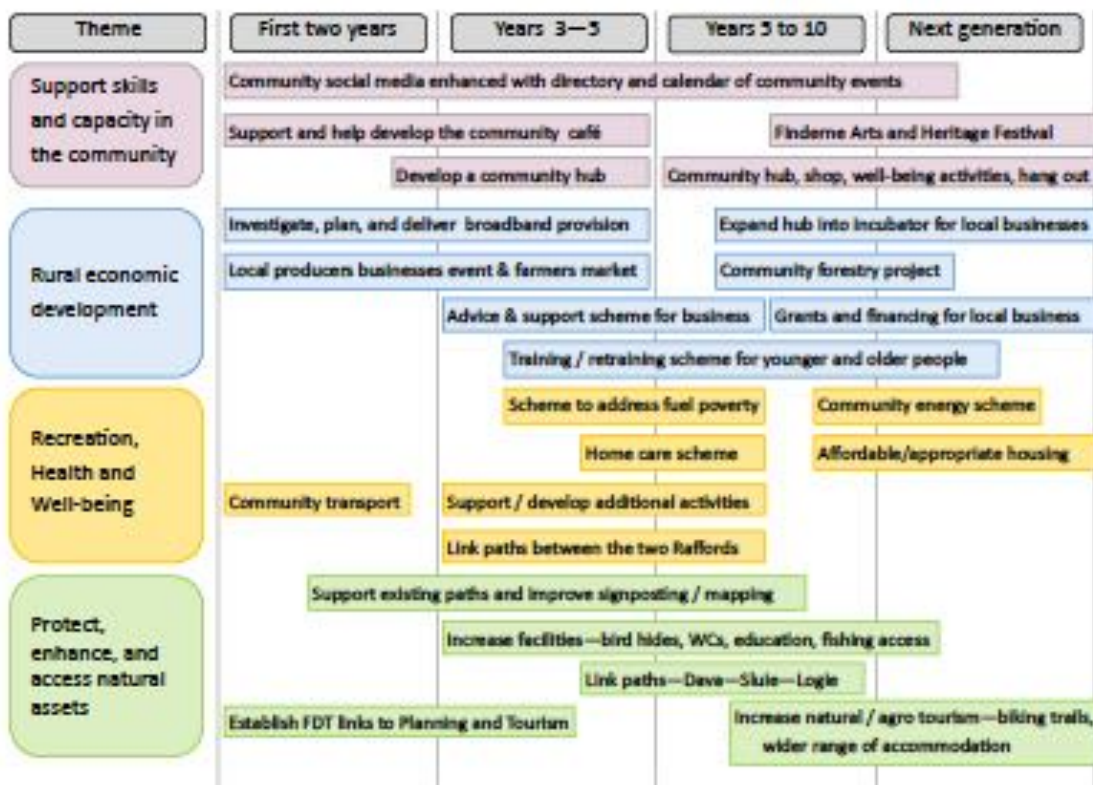 Theme
First two years
Years 3—5
Years 5 to 10
Next generation
Support skills
and capacity in
the community
Community social media enhanced with directory and calendar of community events
Support and help develop the community café
Finderne Arts and Heritage Festival
Develop a community hub
Community hub, shop, well-being activities, hang out
Rural economic
development
Investigate, plan, and deliver broadband provision
Expand hub into incubator for local businesses
Local producers businesses event & farmers market
Community forestry project
Advice & support scheme for business
Grants and financing for local business
Training / retraining scheme for younger and older people
Recreation,
Health and
Well-being
Scheme to address fuel poverty
Community energy scheme
Home care scheme
Affordable/appropriate housing
Community transport
Support / develop additional activities
Link paths between the two Raffords
Protect,
enhance, and
access natural
assets
Support existing paths and improve signposting / mapping
Increase facilities—bird hides, WCs, education, fishing access
Link paths—Dava—Sluie—Logie
Establish FDT links to Planning and Tourism
Increase natural / agro tourism—biking trails,
wider range of accommodation